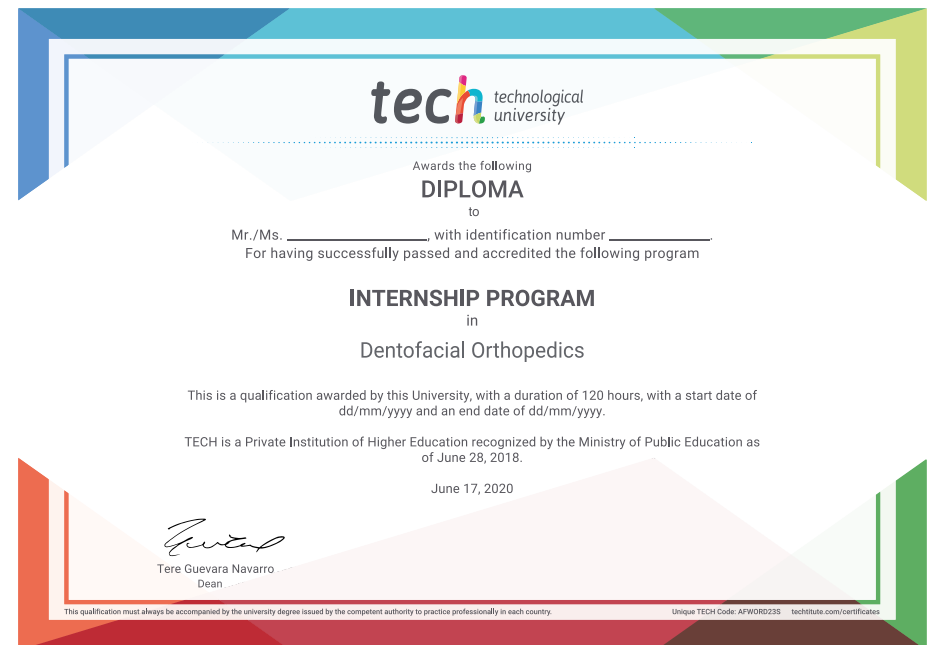 tech technological
university
Awards the following
DIPLOMA
to
Mr./Ms. ____________________, with identification number ______________.
For having successfully passed and accredited the following program
INTERNSHIP PROGRAM
in
Dentofacial Orthopedics
This is a qualification awarded by this University, with a duration of 120 hours, with a start date of
dd/mm/yyyy and an end date of dd/mm/yyyy.
TECH is a Private Institution of Higher Education recognized by the Ministry of Public Education as
of June 28, 2018.
June 17, 2020
Tere Guevara Navarro
Dean
This qualification must always be accompanied by the university degree issued by the competent authority to practice professionally in each country.
Unique TECH Code: AFWORD23S techtitute.com/certificates